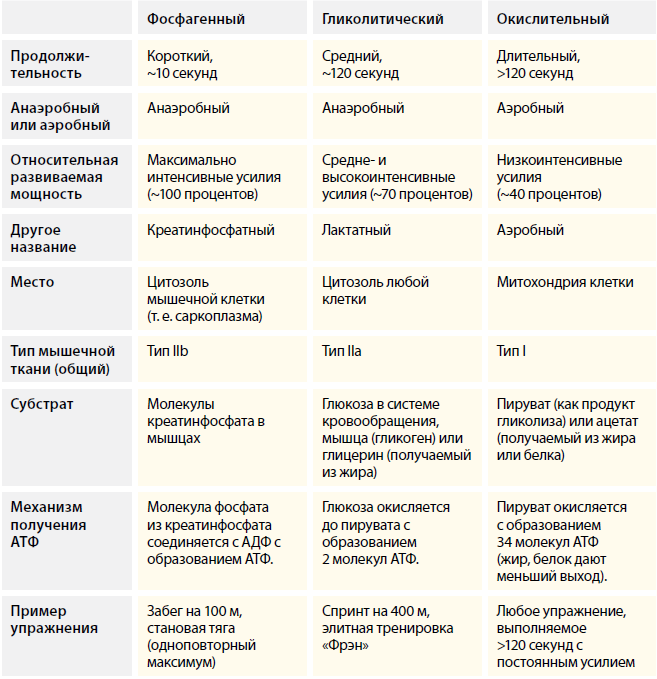 Фосфагенный Гликолитический Окислительный
Продолжи-
тельность
Короткий,
~10 секунд
Средний,
~120 секунд
Длительный,
>120 секунд
Анаэробный
или аэробный
Анаэробный
Анаэробный
Аэробный
Относительная
развиваемая
мощность
Максимально
интенсивные усилия
(~100 процентов)
Средне- и
высокоинтенсивные
усилия (~70 процентов)
Низкоинтенсивные
усилия
(~40 процентов)
Другое
название
Креатинфосфатный
Лактатный
Аэробный
Место
Цитозоль
мышечной клетки
(т. е. саркоплазма)
Цитозоль любой
клетки
Митохондрия клетки
Тип мышечной
ткани (общий)
Тип IIb
Тип IIa
Тип I
Субстрат
Молекулы
креатинфосфата в
мышцах
Глюкоза в системе
кровообращения,
мышца (гликоген) или
глицерин (получаемый
из жира)
Пируват (как продукт
гликолиза) или ацетат
(получаемый из жира
или белка)
Механизм
получения
АТФ
Молекула фосфата
из креатинфосфата
соединяется с АДФ с
образованием АТФ.
Глюкоза окисляется
до пирувата с
образованием
2 молекул АТФ.
Пируват окисляется
с образованием
34 молекул АТФ
(жир, белок дают
меньший выход).
Пример
упражнения
Забег на 100 м,
становая тяга
(одноповторный
максимум)
Спринт на 400 м,
элитная тренировка
«Фрэн»
Любое упражнение,
выполняемое
>120 секунд с
постоянным усилием